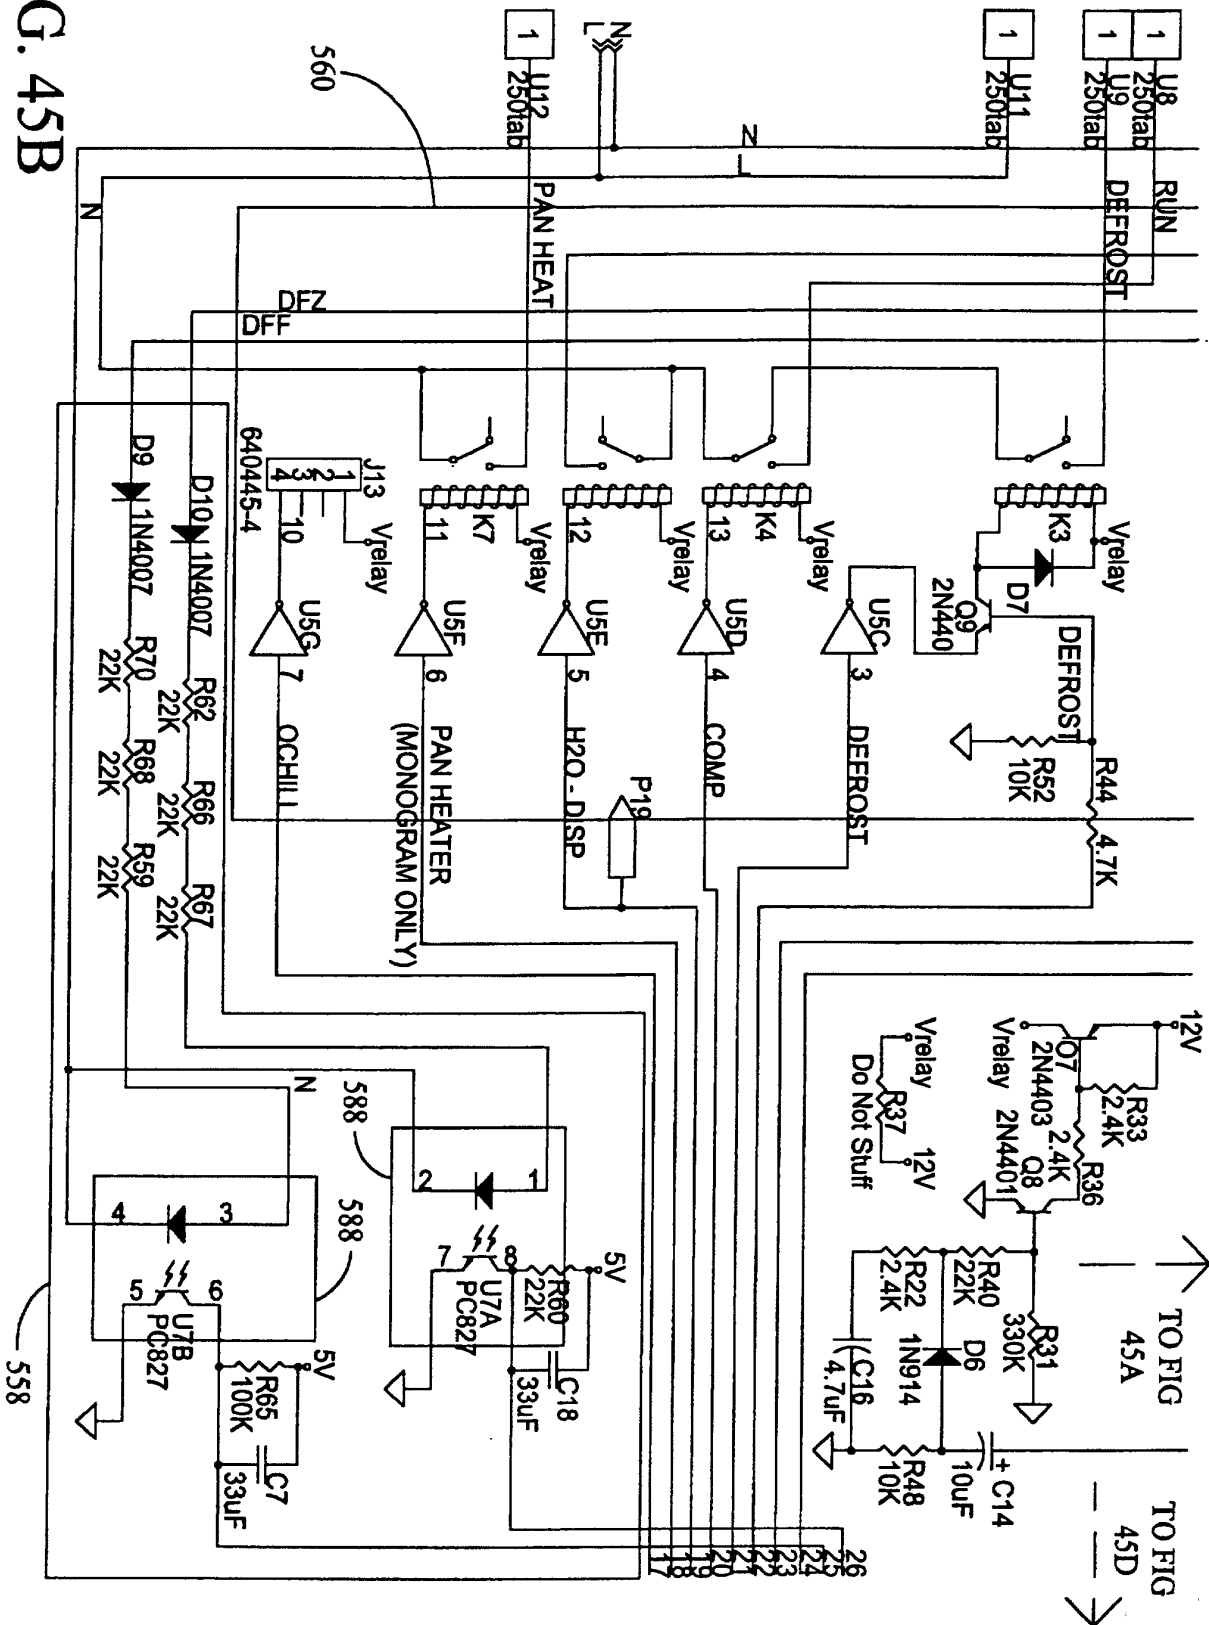 G. 45B
1
U12
250tab
N
L
1
U11
250tab
1
U9
250tab
1
U8
250tab
560
N
L
N
PAN HEAT
DEFROST
RUN
DFZ
DFF
D9
1N4007
D10
1N4007
640445-4
4
3
2
1
J13
Vrelay
10
11
K7
Vrelay
12
Vrelay
13
K4
Vrelay
K3
Vrelay
D7
Q9
2N440
U5G
7
U5F
6
U5E
5
U5D
4
U5C
3
DEFROST
R70
22K
R62
22K
R68
22K
R66
22K
R59
22K
R67
22K
QCHILL
PAN HEATER
(MONOGRAM ONLY)
H2O - DISP
P19
COMP
DEFROST
R52
10K
R44
4.7K
12V
Q7
2N4403
Vrelay
R33
2.4K
R36
2.4K
Q8
2N4401
Vrelay
R37
12V
Do Not Stuff
N
588
2
1
7
8
U7A
PC827
R60
22K
5V
C18
33uF
588
4
3
5
6
U7B
PC827
5V
R65
100K
C7
33uF
558
R40
22K
R22
2.4K
R31
330K
D6
1N914
C16
4.7uF
R48
10K
+ C14
10uF
TO FIG
45A
TO FIG
45D
17
18
19
20
21
22
23
24
25
26